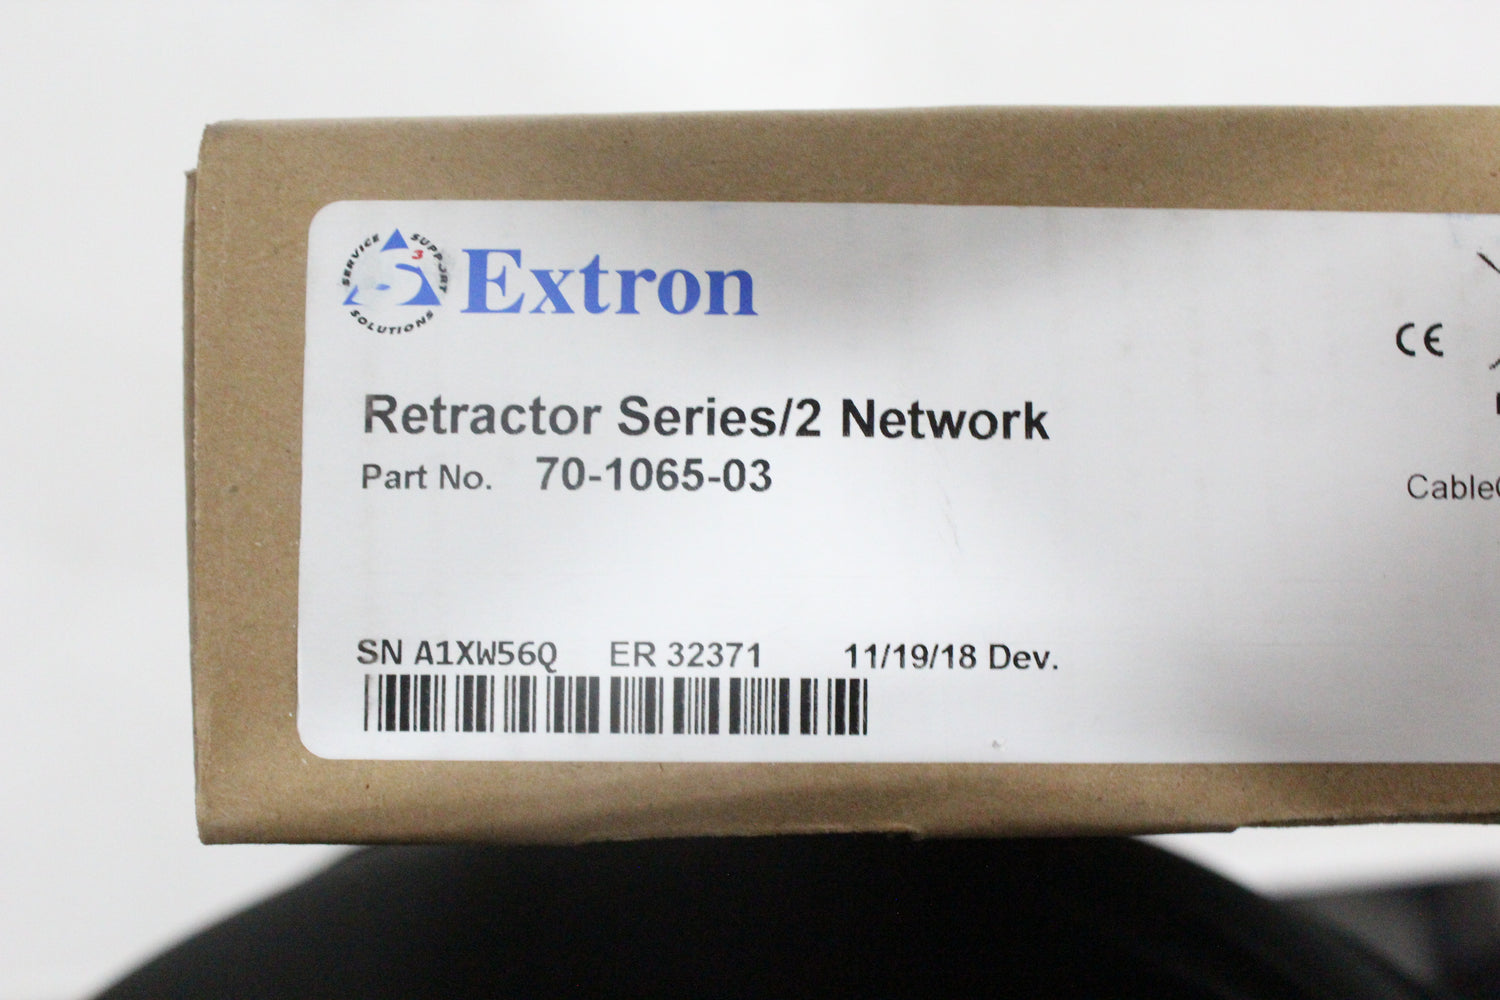 SERVICE SUPPORT SOLUTIONS
3
Extron
CE
Retractor Series/2 Network
Part No. 70-1065-03
SN A1XW56Q ER 32371 11/19/18 Dev.